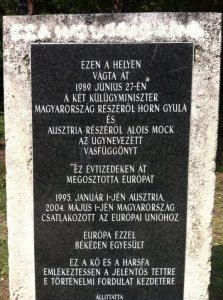 EZEN A HELYEN
VÁGTA ÁT
1989. JÚNIUS 27-ÉN
A KÉT KÜLÜGYMINISZTER
MAGYARORSZÁG RÉSZÉRŐL HORN GYULA
ÉS
AUSZTRIA RÉSZÉRŐL ALOIS MOCK
AZ ÚGYNEVEZETT
VASFÜGGÖNYT
EZ ÉVTIZEDEKEN ÁT
MEGOSZTOTTA EURÓPÁT
1995. JANUÁR 1-JÉN AUSZTRIA,
2004. MÁJUS 1-JÉN MAGYARORSZÁG
CSATLAKOZOTT AZ EURÓPAI UNIÓHOZ
EURÓPA EZZEL
BÉKÉBEN EGYESÜLT
EZ A KŐ ÉS A HÁRSFA
EMLÉKEZTESSEN A JELENTŐS TETTRE
E TÖRTÉNELMI FORDULAT KEZDETÉRE
ÁLLÍTTATTA